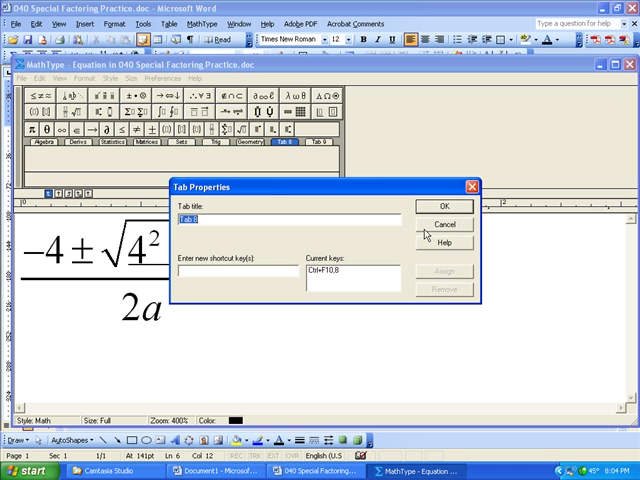 040 Special Factoring Practice.doc - Microsoft Word
File Edit View Insert Format Tools Table MathType Window Help Adobe PDF Acrobat Comments Type a question for help
Times New Roman 12
MathType - Equation in 040 Special Factoring Practice.doc
File Edit View Format Style Size Preferences Help
Algebra Derivs Statistics Matrices Sets Trig Geometry Tab 8 Tab 9
Tab Properties
Tab title:
Tab 8
OK
Cancel
Help
Enter new shortcut key(s):
Current keys:
Ctrl+F10,8
Assign
Remove
0 2
−4 ± √4²
2a
Style: Math Size: Full Zoom: 400% Color:
Draw AutoShapes
Page 1 Sec 1 1/1 At 141pt Ln 6 Col 12 REC TRK EXT OVR English (U.S
start Camtasia Studio Document1 - Microsof... 040 Special Factoring... MathType - Equation ... 45° 8:04 PM